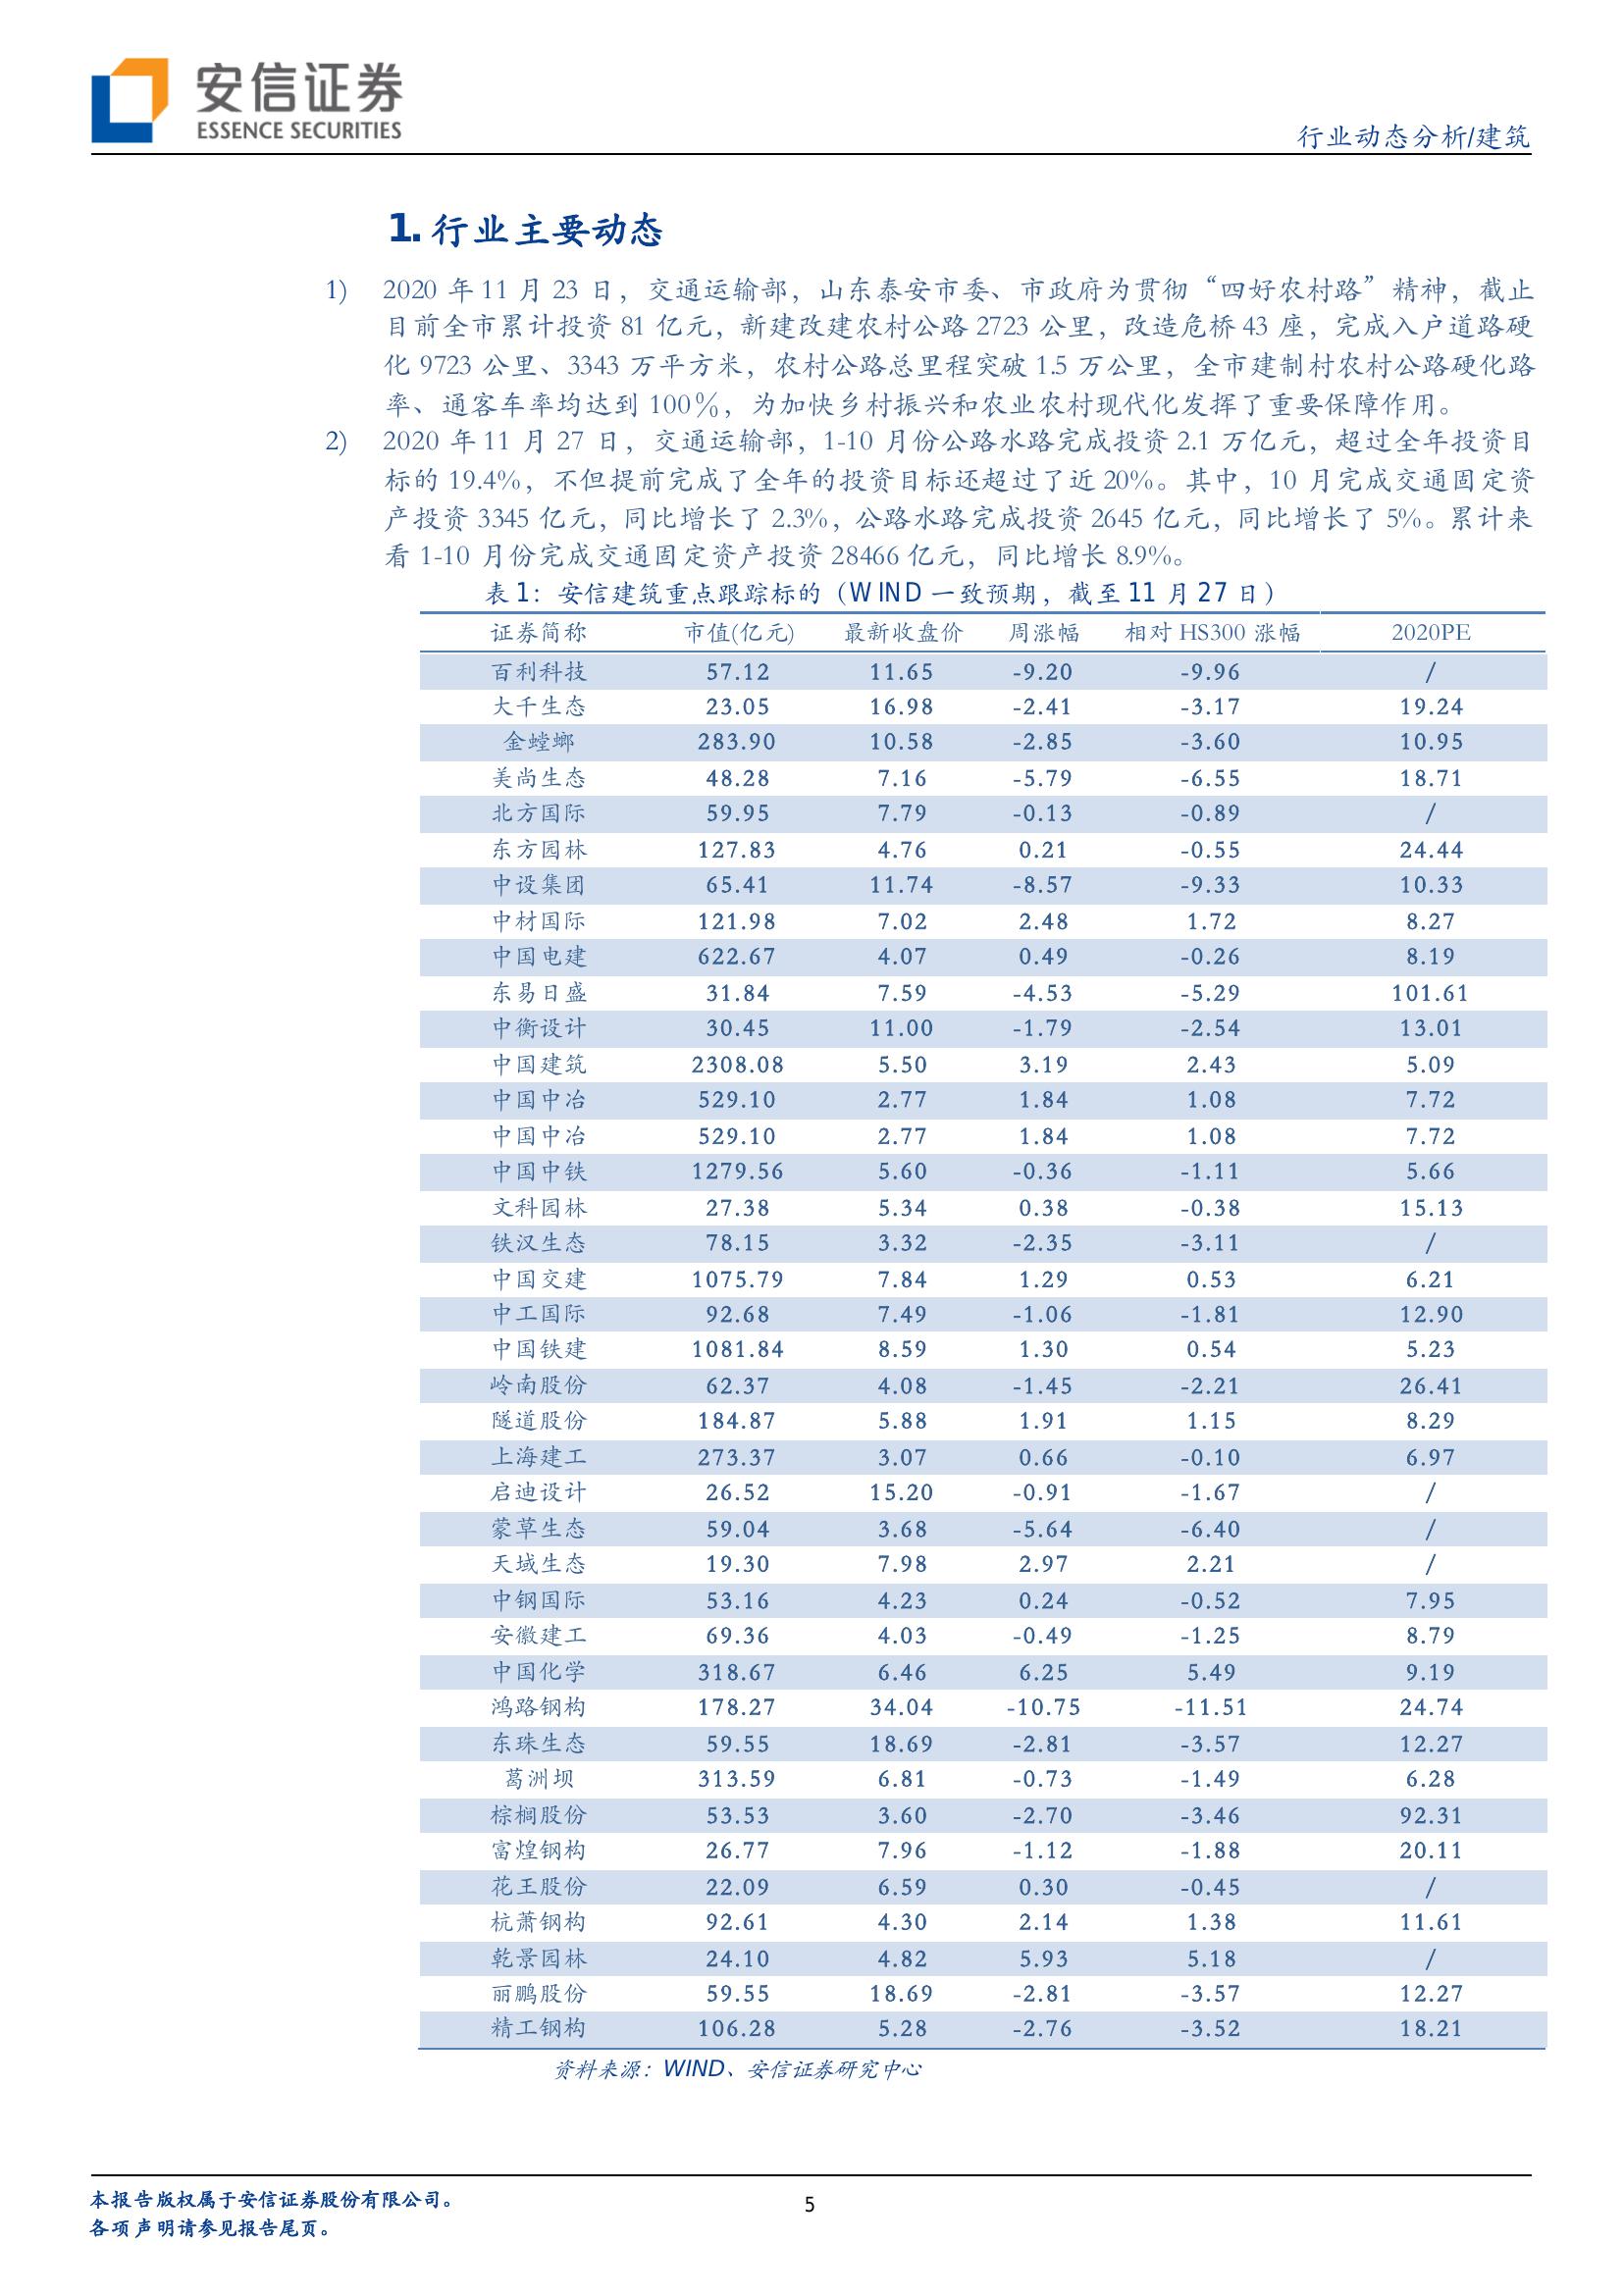 安信证券
ESSENCE SECURITIES
行业动态分析/建筑
1. 行业主要动态
1) 2020 年 11 月 23 日，交通运输部，山东泰安市委、市政府为贯彻“四好农村路”精神，截止
目前全市累计投资 81 亿元，新建改建农村公路 2723 公里，改造危桥 43 座，完成入户道路硬
化 9723 公里、3343 万平方米，农村公路总里程突破 1.5 万公里，全市建制村农村公路硬化路
率、通客车率均达到 100％，为加快乡村振兴和农业农村现代化发挥了重要保障作用。
2) 2020 年 11 月 27 日，交通运输部，1-10 月份公路水路完成投资 2.1 万亿元，超过全年投资目
标的 19.4%，不但提前完成了全年的投资目标还超过了近 20%。其中，10 月完成交通固定资
产投资 3345 亿元，同比增长了 2.3%，公路水路完成投资 2645 亿元，同比增长了 5%。累计来
看 1-10 月份完成交通固定资产投资 28466 亿元，同比增长 8.9%。
表 1：安信建筑重点跟踪标的（WIND 一致预期，截至 11 月 27 日）
证券简称 市值(亿元) 最新收盘价 周涨幅 相对 HS300 涨幅 2020PE
百利科技 57.12 11.65 -9.20 -9.96 /
大千生态 23.05 16.98 -2.41 -3.17 19.24
金螳螂 283.90 10.58 -2.85 -3.60 10.95
美尚生态 48.28 7.16 -5.79 -6.55 18.71
北方国际 59.95 7.79 -0.13 -0.89 /
东方园林 127.83 4.76 0.21 -0.55 24.44
中设集团 65.41 11.74 -8.57 -9.33 10.33
中材国际 121.98 7.02 2.48 1.72 8.27
中国电建 622.67 4.07 0.49 -0.26 8.19
东易日盛 31.84 7.59 -4.53 -5.29 101.61
中衡设计 30.45 11.00 -1.79 -2.54 13.01
中国建筑 2308.08 5.50 3.19 2.43 5.09
中国中冶 529.10 2.77 1.84 1.08 7.72
中国中冶 529.10 2.77 1.84 1.08 7.72
中国中铁 1279.56 5.60 -0.36 -1.11 5.66
文科园林 27.38 5.34 0.38 -0.38 15.13
铁汉生态 78.15 3.32 -2.35 -3.11 /
中国交建 1075.79 7.84 1.29 0.53 6.21
中工国际 92.68 7.49 -1.06 -1.81 12.90
中国铁建 1081.84 8.59 1.30 0.54 5.23
岭南股份 62.37 4.08 -1.45 -2.21 26.41
隧道股份 184.87 5.88 1.91 1.15 8.29
上海建工 273.37 3.07 0.66 -0.10 6.97
启迪设计 26.52 15.20 -0.91 -1.67 /
蒙草生态 59.04 3.68 -5.64 -6.40 /
天域生态 19.30 7.98 2.97 2.21 /
中钢国际 53.16 4.23 0.24 -0.52 7.95
安徽建工 69.36 4.03 -0.49 -1.25 8.79
中国化学 318.67 6.46 6.25 5.49 9.19
鸿路钢构 178.27 34.04 -10.75 -11.51 24.74
东珠生态 59.55 18.69 -2.81 -3.57 12.27
葛洲坝 313.59 6.81 -0.73 -1.49 6.28
棕榈股份 53.53 3.60 -2.70 -3.46 92.31
富煌钢构 26.77 7.96 -1.12 -1.88 20.11
花王股份 22.09 6.59 0.30 -0.45 /
杭萧钢构 92.61 4.30 2.14 1.38 11.61
乾景园林 24.10 4.82 5.93 5.18 /
丽鹏股份 59.55 18.69 -2.81 -3.57 12.27
精工钢构 106.28 5.28 -2.76 -3.52 18.21
资料来源：WIND、安信证券研究中心
本报告版权属于安信证券股份有限公司。
各项声明请参见报告尾页。
5